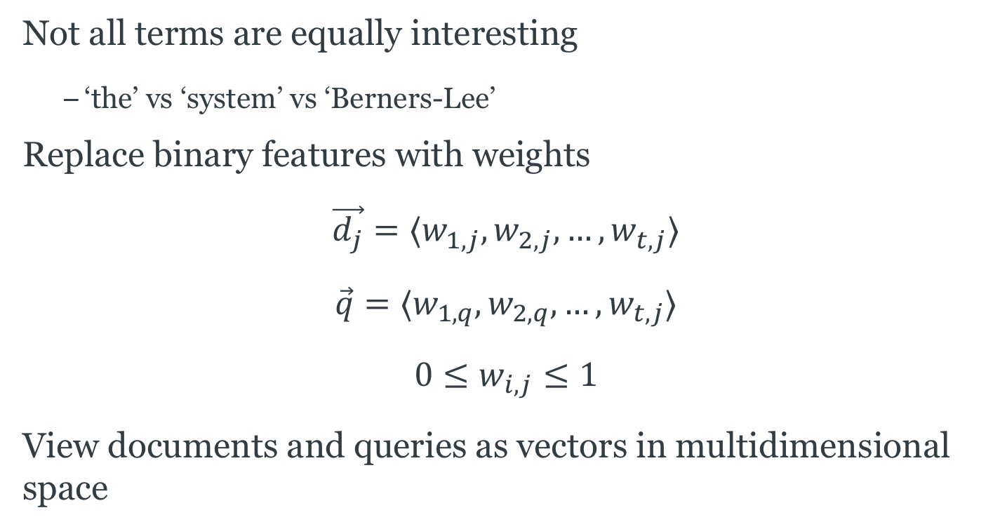 Not all terms are equally interesting
– ‘the’ vs ‘system’ vs ‘Berners-Lee’
Replace binary features with weights
$\overrightarrow{d_j} = \langle w_{1,j}, w_{2,j}, \ldots, w_{t,j} \rangle$
$\vec{q} = \langle w_{1,q}, w_{2,q}, \ldots, w_{t,j} \rangle$
$0 \leq w_{i,j} \leq 1$
View documents and queries as vectors in multidimensional
space